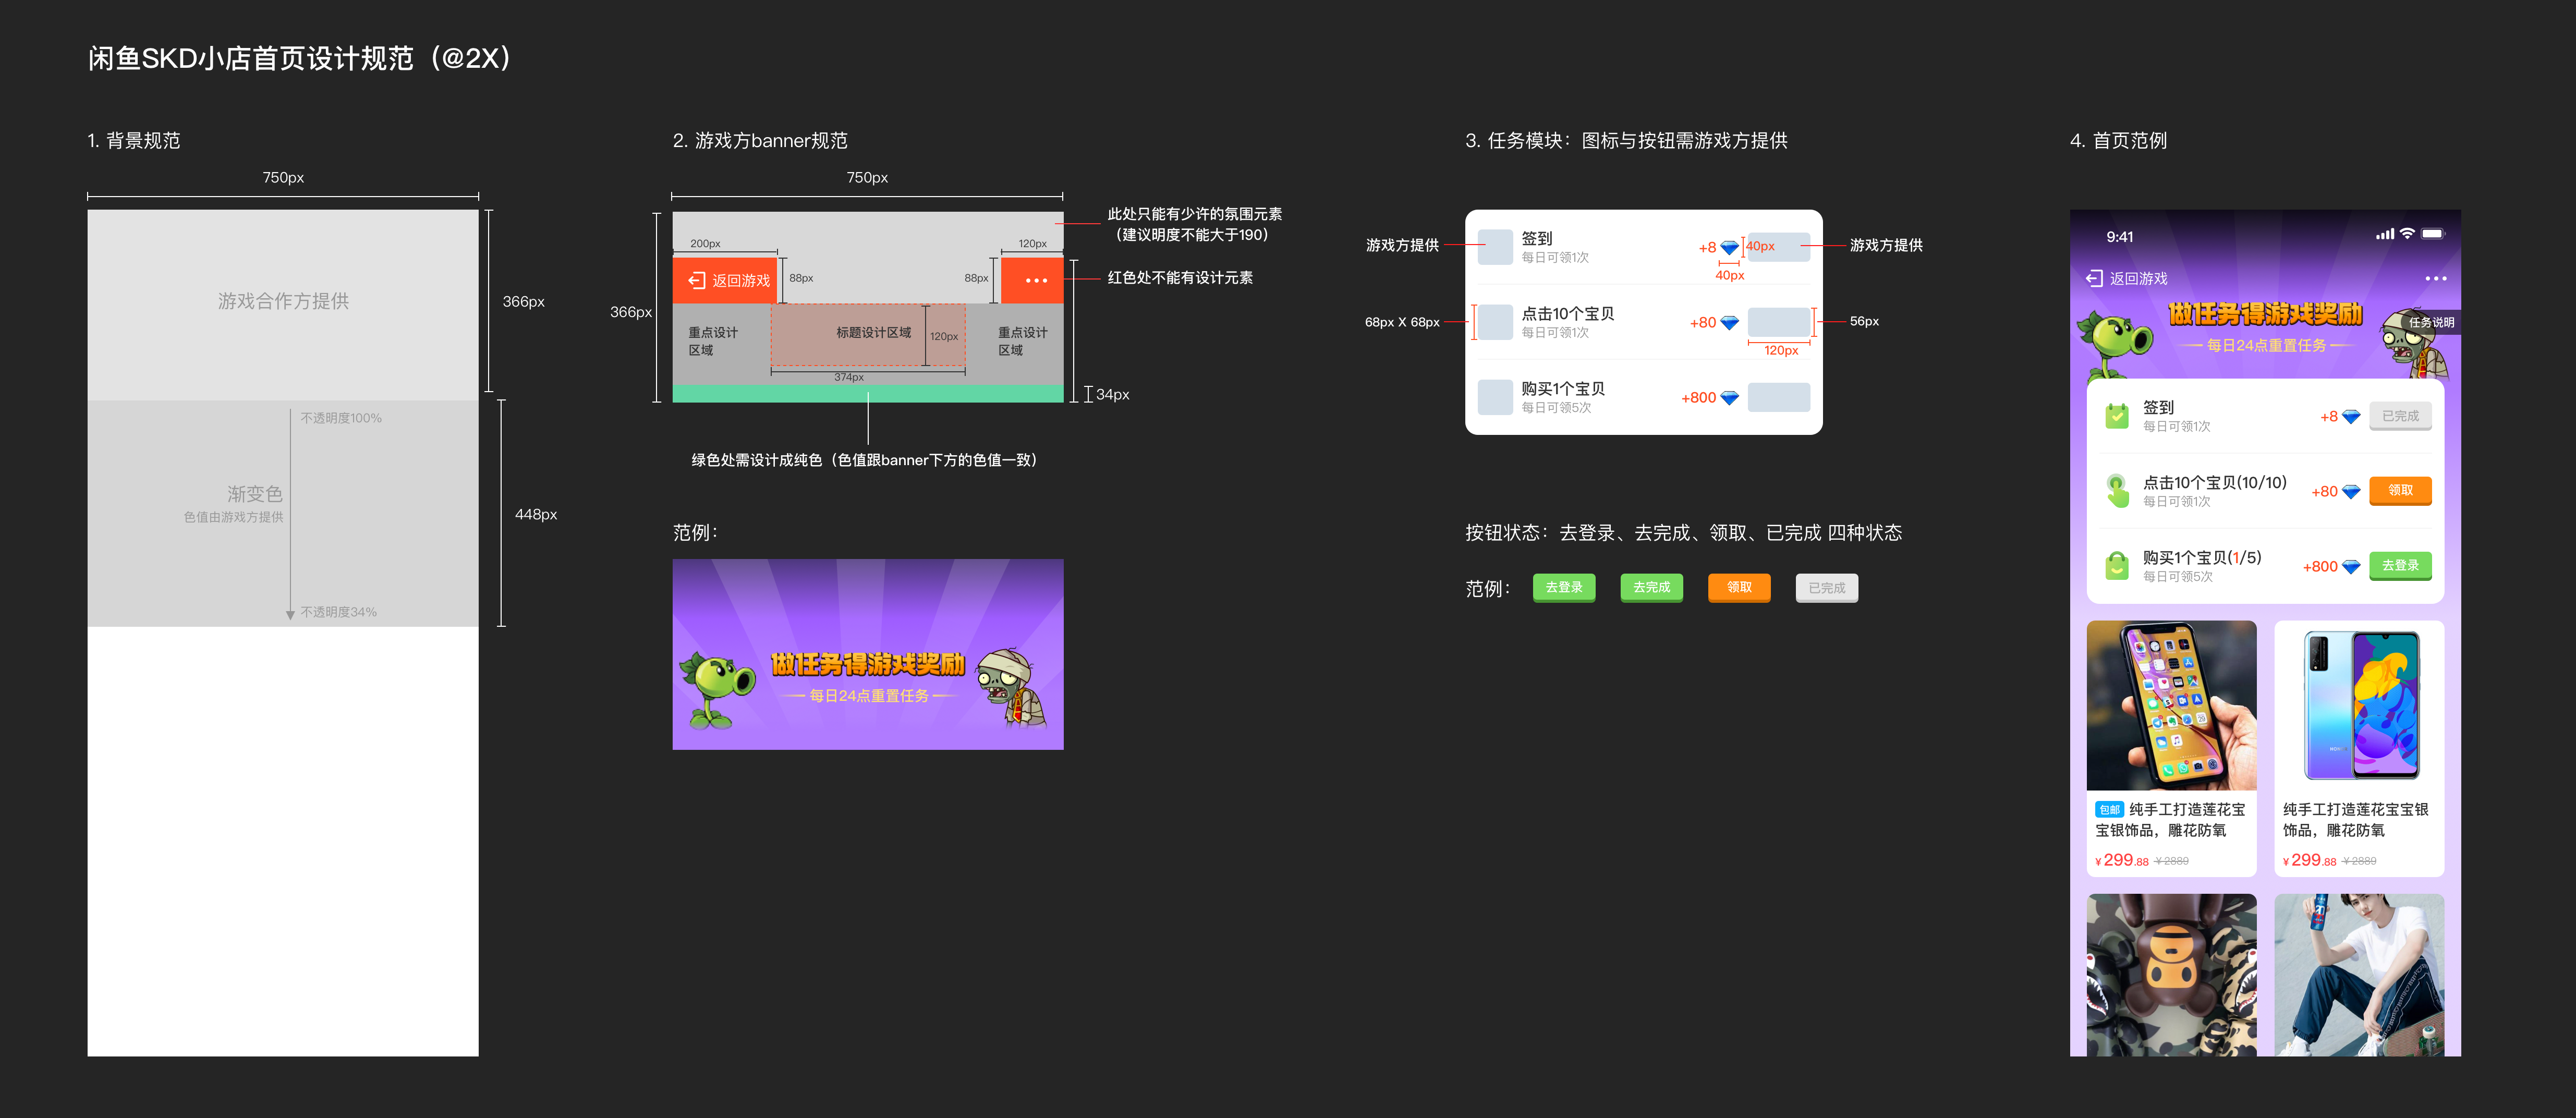 闲鱼SKD小店首页设计规范（@2X）
1. 背景规范
750px
游戏合作方提供
366px
不透明度100%
渐变色
色值由游戏方提供
448px
不透明度34%
2. 游戏方banner规范
750px
此处只能有少许的氛围元素
（建议明度不能大于190）
200px
120px
返回游戏
88px
88px
红色处不能有设计元素
366px
重点设计
区域
标题设计区域
120px
重点设计
区域
374px
34px
绿色处需设计成纯色（色值跟banner下方的色值一致）
范例：
做任务得游戏奖励
每日24点重置任务
3. 任务模块：图标与按钮需游戏方提供
游戏方提供
签到
每日可领1次
+8
40px
40px
游戏方提供
68px X 68px
点击10个宝贝
每日可领1次
+80
56px
120px
购买1个宝贝
每日可领5次
+800
按钮状态：去登录、去完成、领取、已完成 四种状态
范例：
去登录
去完成
领取
已完成
4. 首页范例
9:41
返回游戏
做任务得游戏奖励
任务说明
每日24点重置任务
签到
每日可领1次
+8
已完成
点击10个宝贝(10/10)
每日可领1次
+80
领取
购买1个宝贝(1/5)
每日可领5次
+800
去登录
包邮 纯手工打造莲花宝
宝银饰品，雕花防氧
¥299.88 ¥2889
纯手工打造莲花宝宝银
饰品，雕花防氧
¥299.88 ¥2889